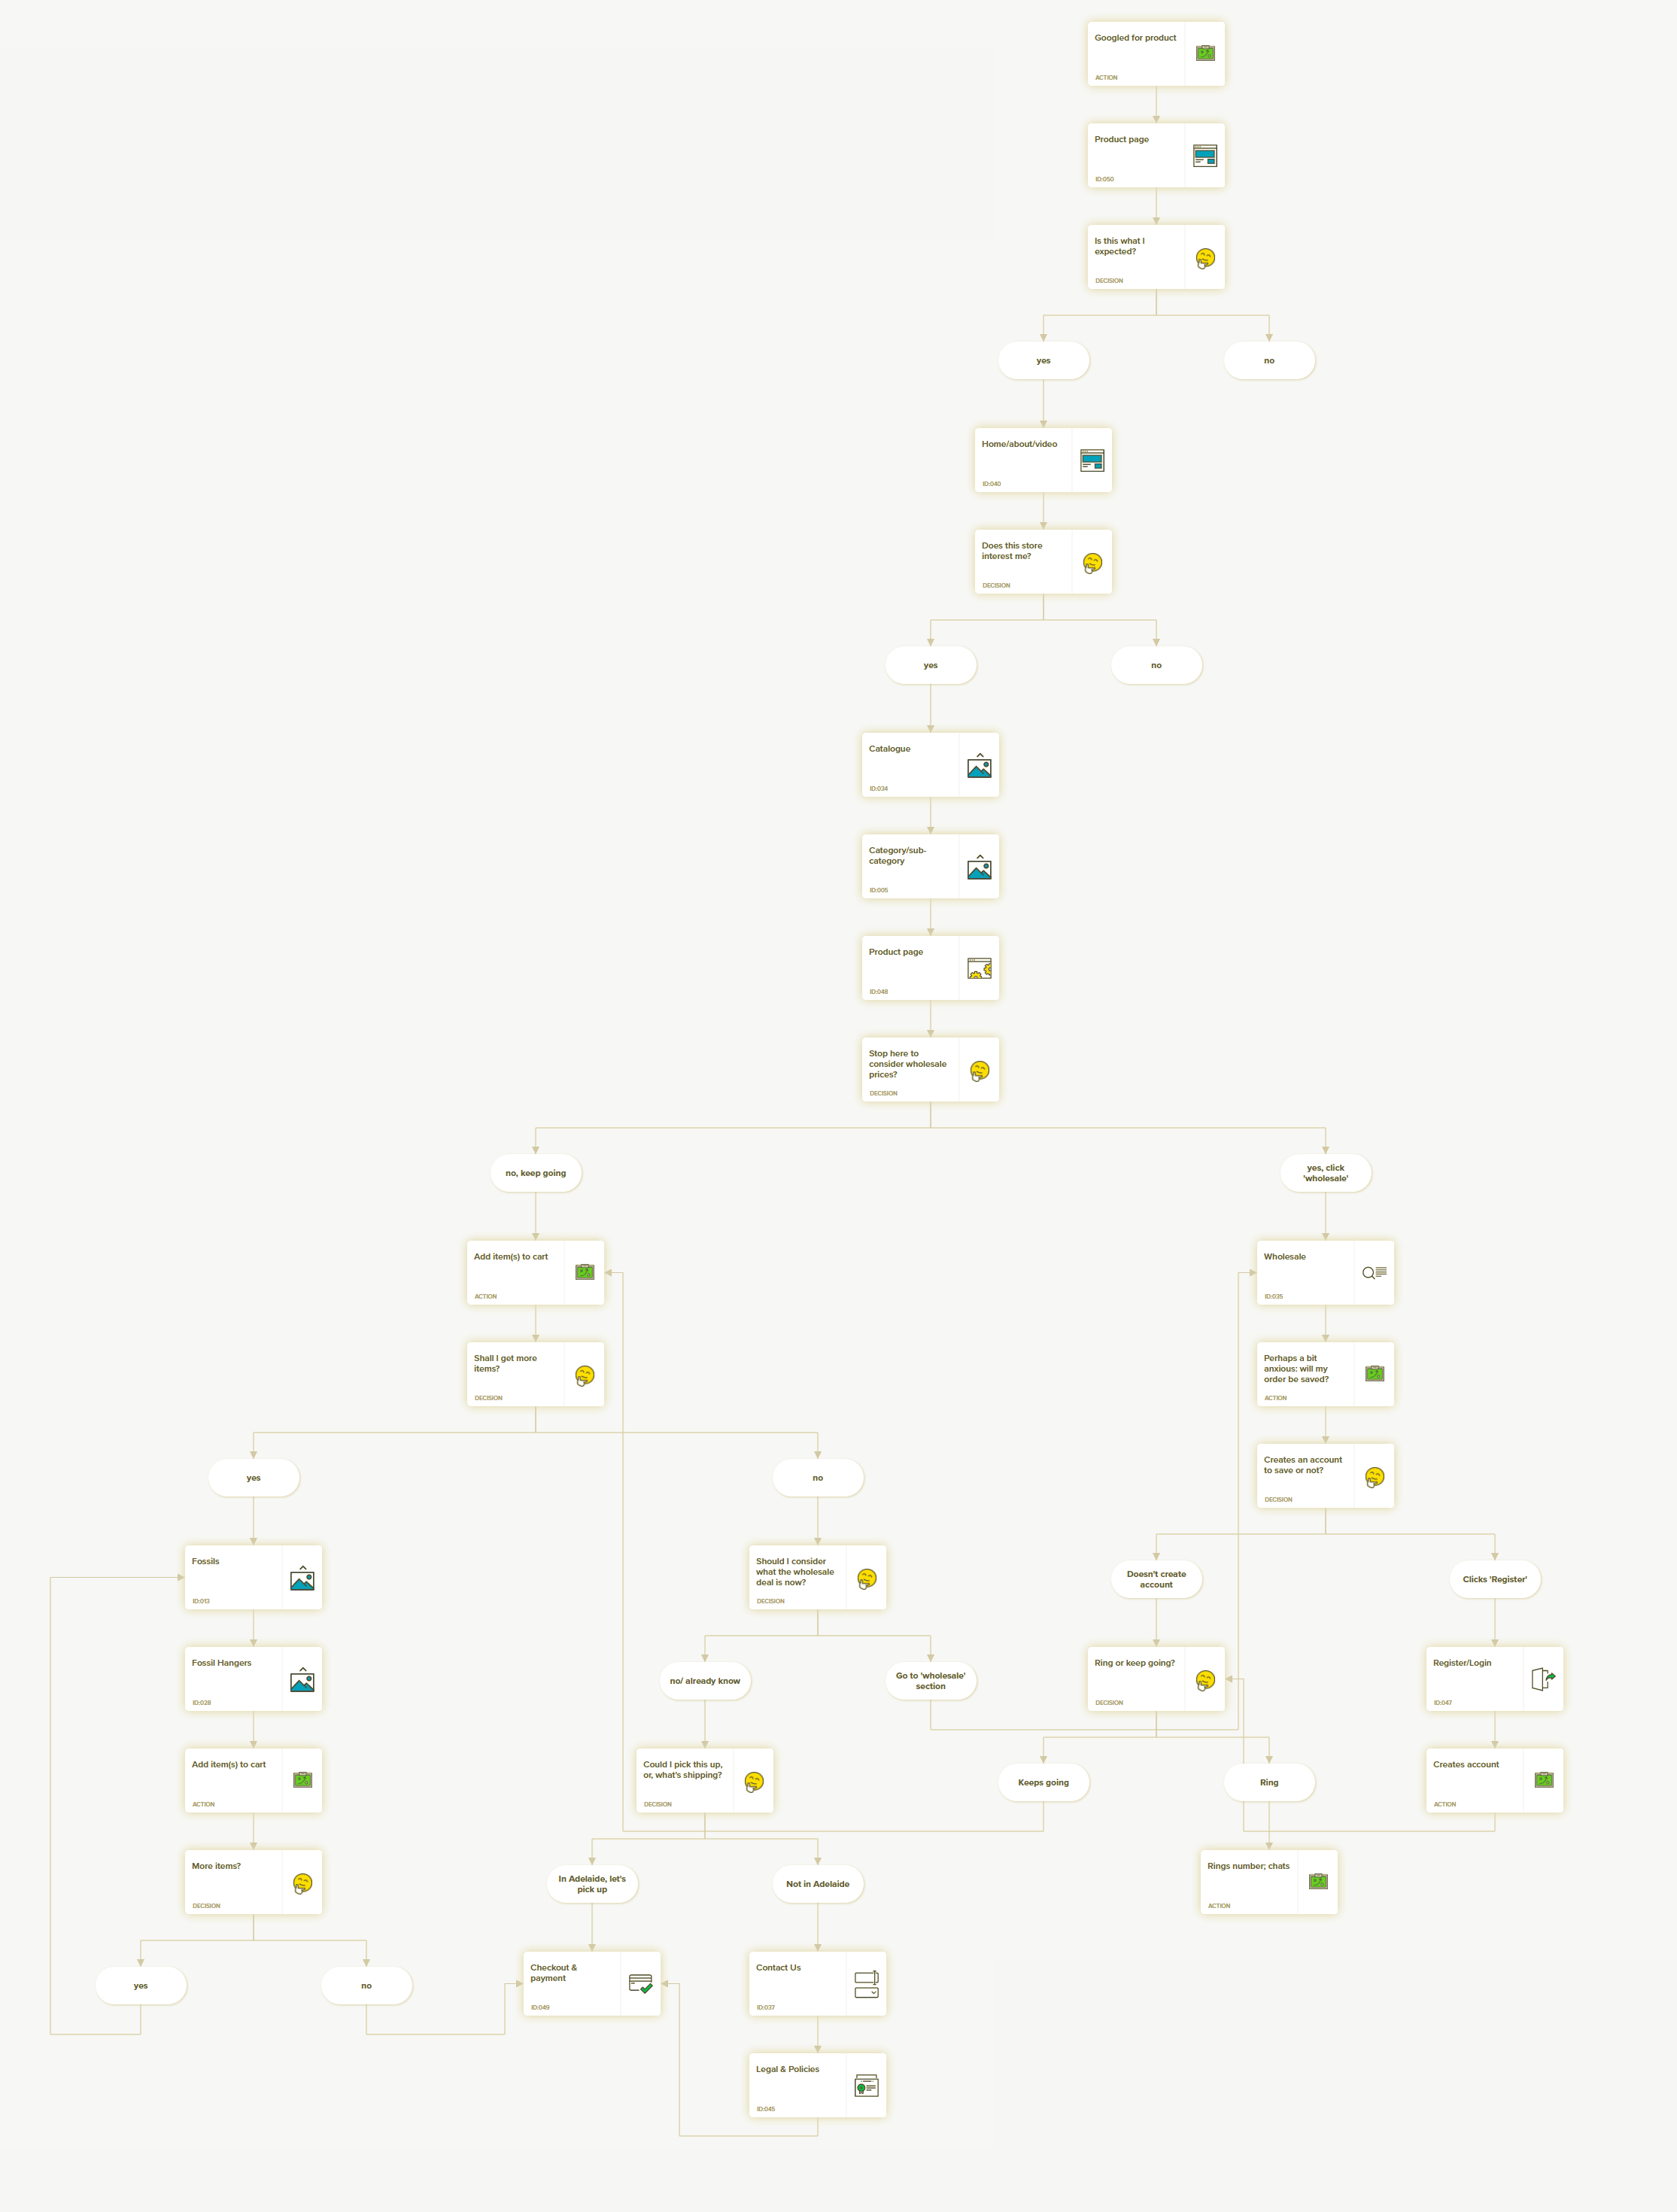 Googled for product
ACTION
Product page
ID:050
Is this what I
expected?
DECISION
yes
no
Home/about/video
ID:040
Does this store
interest me?
DECISION
yes
no
Catalogue
ID:034
Category/sub-
category
ID:005
Product page
ID:048
Stop here to
consider wholesale
prices?
DECISION
no, keep going
yes, click
'wholesale'
Add item(s) to cart
ACTION
Wholesale
ID:035
Shall I get more
items?
DECISION
Perhaps a bit
anxious: will my
order be saved?
ACTION
yes
no
Creates an account
to save or not?
DECISION
Fossils
ID:013
Should I consider
what the wholesale
deal is now?
DECISION
Doesn't create
account
Clicks 'Register'
Fossil Hangers
ID:028
no/ already know
Go to 'wholesale'
section
Ring or keep going?
DECISION
Register/Login
ID:047
Add item(s) to cart
ACTION
Could I pick this up,
or, what's shipping?
DECISION
Keeps going
Ring
Creates account
ACTION
More items?
DECISION
In Adelaide, let's
pick up
Not in Adelaide
Rings number; chats
ACTION
yes
no
Checkout &
payment
ID:049
Contact Us
ID:037
Legal & Policies
ID:045